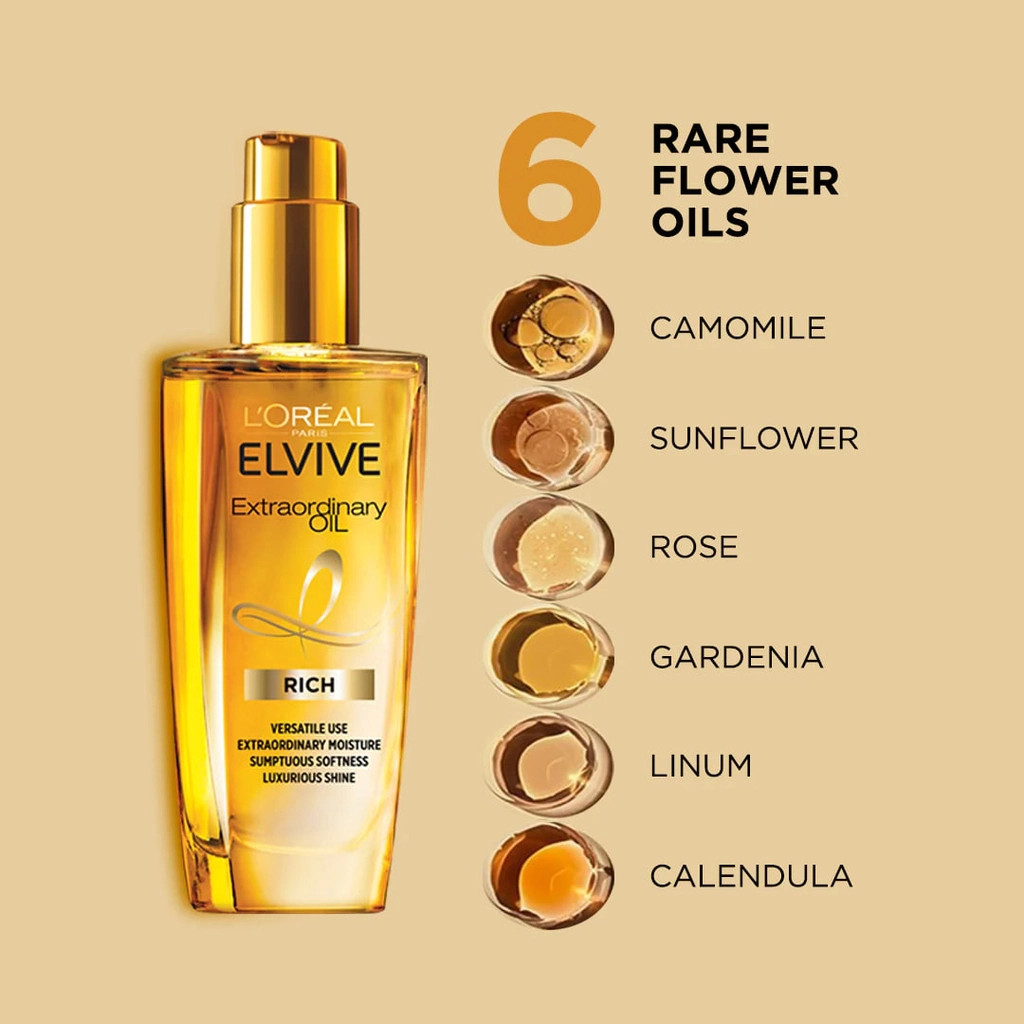 L'ORÉAL
PARIS
ELVIVE
Extraordinary
OIL
RICH
VERSATILE USE
EXTRAORDINARY MOISTURE
SUMPTUOUS SOFTNESS
LUXURIOUS SHINE
6
RARE
FLOWER
OILS
CAMOMILE
SUNFLOWER
ROSE
GARDENIA
LINUM
CALENDULA